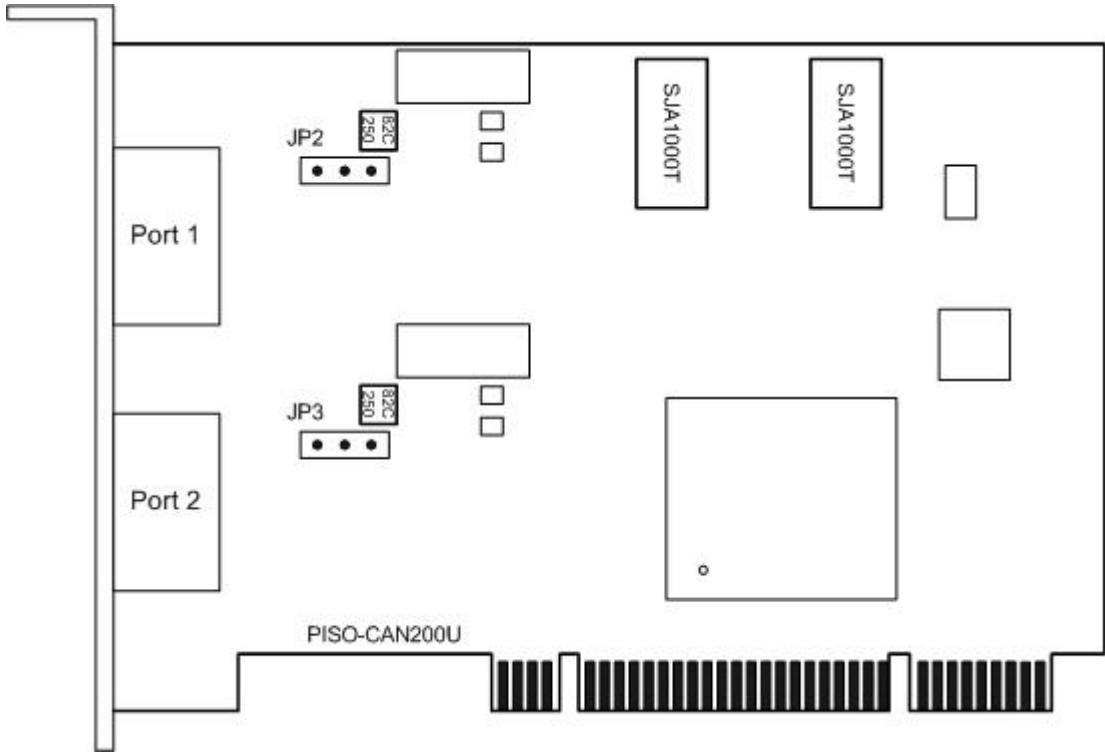 82C
250
JP2
SJA1000T
SJA1000T
Port 1
82C
250
JP3
Port 2
PISO-CAN200U